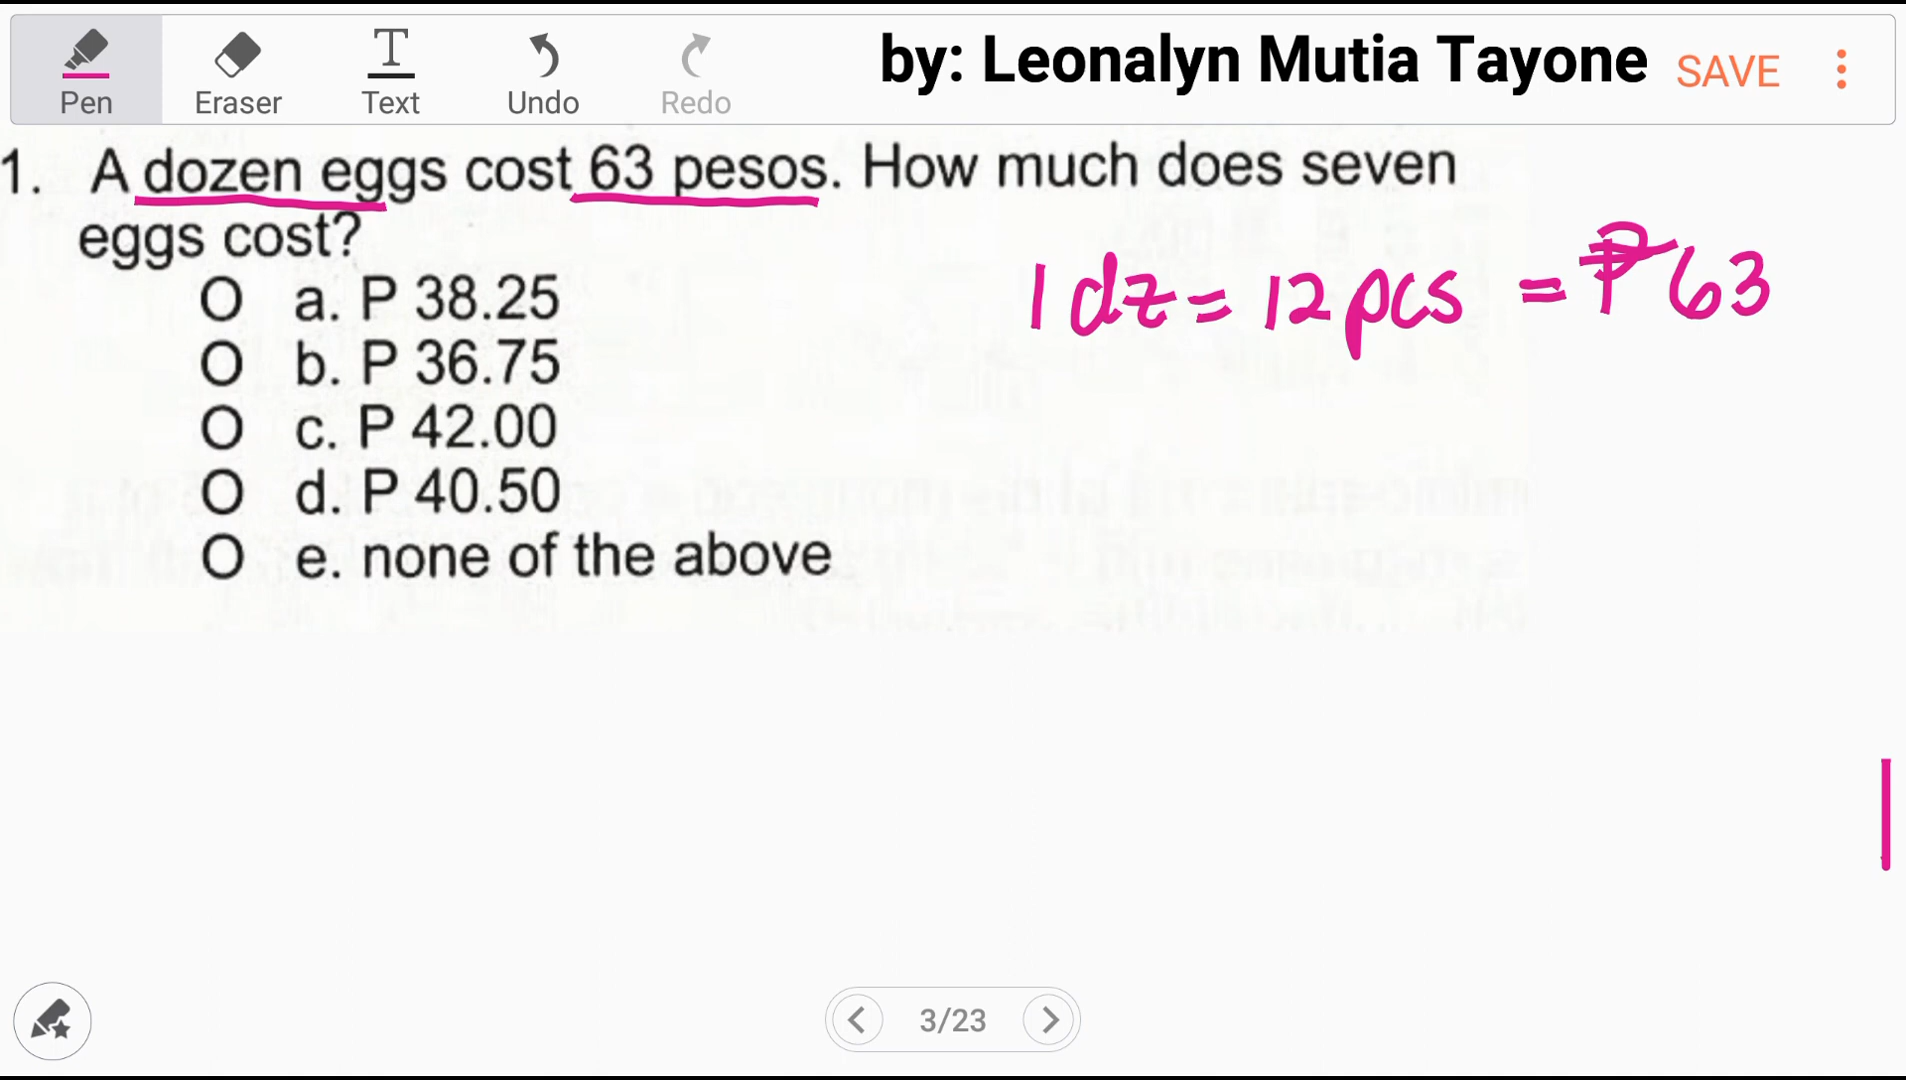 Pen
Eraser
Text
Undo
Redo
by: Leonalyn Mutia Tayone
SAVE
1. A dozen eggs cost 63 pesos. How much does seven
eggs cost?
1 dz = 12 pcs = ₱63
O a. P 38.25
O b. P 36.75
O c. P 42.00
O d. P 40.50
O e. none of the above
3/23